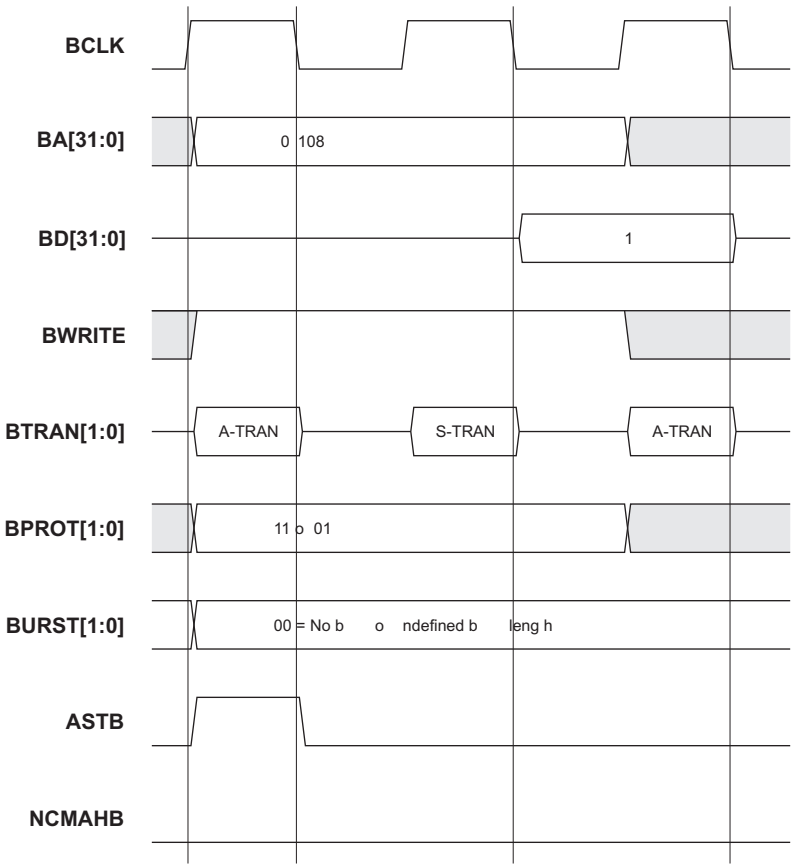 BCLK
BA[31:0] 0 108
BD[31:0] 1
BWRITE
BTRAN[1:0] A-TRAN S-TRAN A-TRAN
BPROT[1:0] 11 o 01
BURST[1:0] 00 = No b o ndefined b leng h
ASTB
NCMAHB